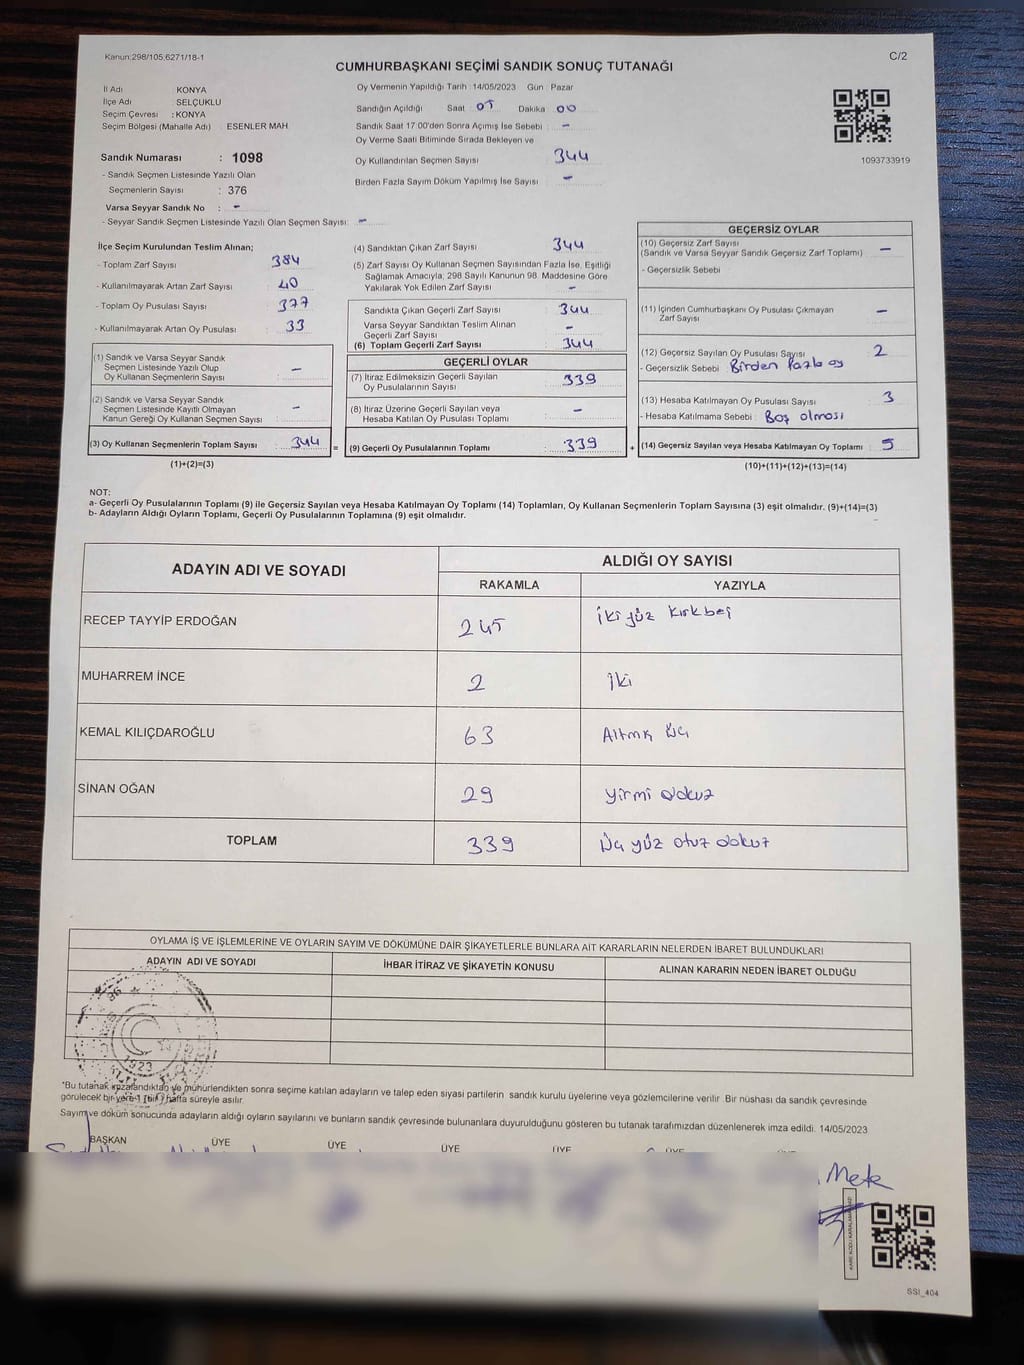 Kanun:298/105;6271/18-1
C/2
CUMHURBAŞKANI SEÇİMİ SANDIK SONUÇ TUTANAĞI
İl Adı KONYA
İlçe Adı SELÇUKLU
Seçim Çevresi : KONYA
Seçim Bölgesi (Mahalle Adı) : ESENLER MAH
Sandık Numarası : 1098
- Sandık Seçmen Listesinde Yazılı Olan
Seçmenlerin Sayısı : 376
Varsa Seyyar Sandık No : -
- Seyyar Sandık Seçmen Listesinde Yazılı Olan Seçmen Sayısı: -
Oy Vermenin Yapıldığı Tarih 14/05/2023 Gün Pazar
Sandığın Açıldığı Saat 05 Dakika 00
Sandık Saat 17:00'den Sonra Açımış İse Sebebi : -
Oy Verme Saati Bitiminde Sırada Bekleyen ve
Oy Kullandırılan Seçmen Sayısı 344
Birden Fazla Sayım Döküm Yapılmış İse Sayısı : -
1093733919
İlçe Seçim Kurulundan Teslim Alınan;
- Toplam Zarf Sayısı 384
- Kullanılmayarak Artan Zarf Sayısı : 40
- Toplam Oy Pusulası Sayısı : 377
- Kullanılmayarak Artan Oy Pusulası : 33
(1) Sandık ve Varsa Seyyar Sandık
Seçmen Listesinde Yazılı Olup
Oy Kullanan Seçmenlerin Sayısı : -
(2) Sandık ve Varsa Seyyar Sandık
Seçmen Listesinde Kayıtlı Olmayan
Kanun Gereği Oy Kullanan Seçmen Sayısı : -
(3) Oy Kullanan Seçmenlerin Toplam Sayısı : 344
(1)+(2)=(3)
=
(4) Sandıktan Çıkan Zarf Sayısı : 344
(5) Zarf Sayısı Oy Kullanan Seçmen Sayısından Fazla İse, Eşitliği
Sağlamak Amacıyla; 298 Sayılı Kanunun 98. Maddesine Göre
Yakılarak Yok Edilen Zarf Sayısı : -
Sandıkta Çıkan Geçerli Zarf Sayısı : 344
Varsa Seyyar Sandıktan Teslim Alınan
Geçerli Zarf Sayısı : -
(6) Toplam Geçerli Zarf Sayısı : 344
GEÇERLİ OYLAR
(7) İtiraz Edilmeksizin Geçerli Sayılan
Oy Pusulalarının Sayısı : 339
(8) İtiraz Üzerine Geçerli Sayılan veya
Hesaba Katılan Oy Pusulası Toplamı : -
(9) Geçerli Oy Pusulalarının Toplamı : 339
+
GEÇERSİZ OYLAR
(10) Geçersiz Zarf Sayısı
(Sandık ve Varsa Seyyar Sandık Geçersiz Zarf Toplamı) : -
- Geçersizlik Sebebi :
(11) İçinden Cumhurbaşkanı Oy Pusulası Çıkmayan
Zarf Sayısı : -
(12) Geçersiz Sayılan Oy Pusulası Sayısı : 2
- Geçersizlik Sebebi : Birden Fazla oy
(13) Hesaba Katılmayan Oy Pusulası Sayısı : 3
- Hesaba Katılmama Sebebi : Boş olması
(14) Geçersiz Sayılan veya Hesaba Katılmayan Oy Toplamı : 5
(10)+(11)+(12)+(13)=(14)
NOT:
a- Geçerli Oy Pusulalarının Toplamı (9) ile Geçersiz Sayılan veya Hesaba Katılmayan Oy Toplamı (14) Toplamları, Oy Kullanan Seçmenlerin Toplam Sayısına (3) eşit olmalıdır. (9)+(14)=(3)
b- Adayların Aldığı Oyların Toplamı, Geçerli Oy Pusulalarının Toplamına (9) eşit olmalıdır.
ADAYIN ADI VE SOYADI ALDIĞI OY SAYISI
RAKAMLA YAZIYLA
RECEP TAYYİP ERDOĞAN 245 İki yüz kırkbeş
MUHARREM İNCE 2 İki
KEMAL KILIÇDAROĞLU 63 Altmış üç
SİNAN OĞAN 29 yirmi dokuz
TOPLAM 339 Üç yüz otuz dokuz
OYLAMA İŞ VE İŞLEMLERİNE VE OYLARIN SAYIM VE DÖKÜMÜNE DAİR ŞİKAYETLERLE BUNLARA AİT KARARLARIN NELERDEN İBARET BULUNDUKLARI
ADAYIN ADI VE SOYADI İHBAR İTİRAZ VE ŞİKAYETİN KONUSU ALINAN KARARIN NEDEN İBARET OLDUĞU
1923
*Bu tutanak imzalandıktan ve mühürlendikten sonra seçime katılan adayların ve talep eden siyasi partilerin sandık kurulu üyelerine veya gözlemcilerine verilir. Bir nüshası da sandık çevresinde
görülecek bir yere 1 [bir] hafta süreyle asılır.
Sayım ve döküm sonucunda adayların aldığı oyların sayılarını ve bunların sandık çevresinde bulunanlara duyurulduğunu gösteren bu tutanak tarafımızdan düzenlenerek imza edildi. 14/05/2023
BAŞKAN ÜYE ÜYE ÜYE ÜYE ÜYE
Mete
SSI_404